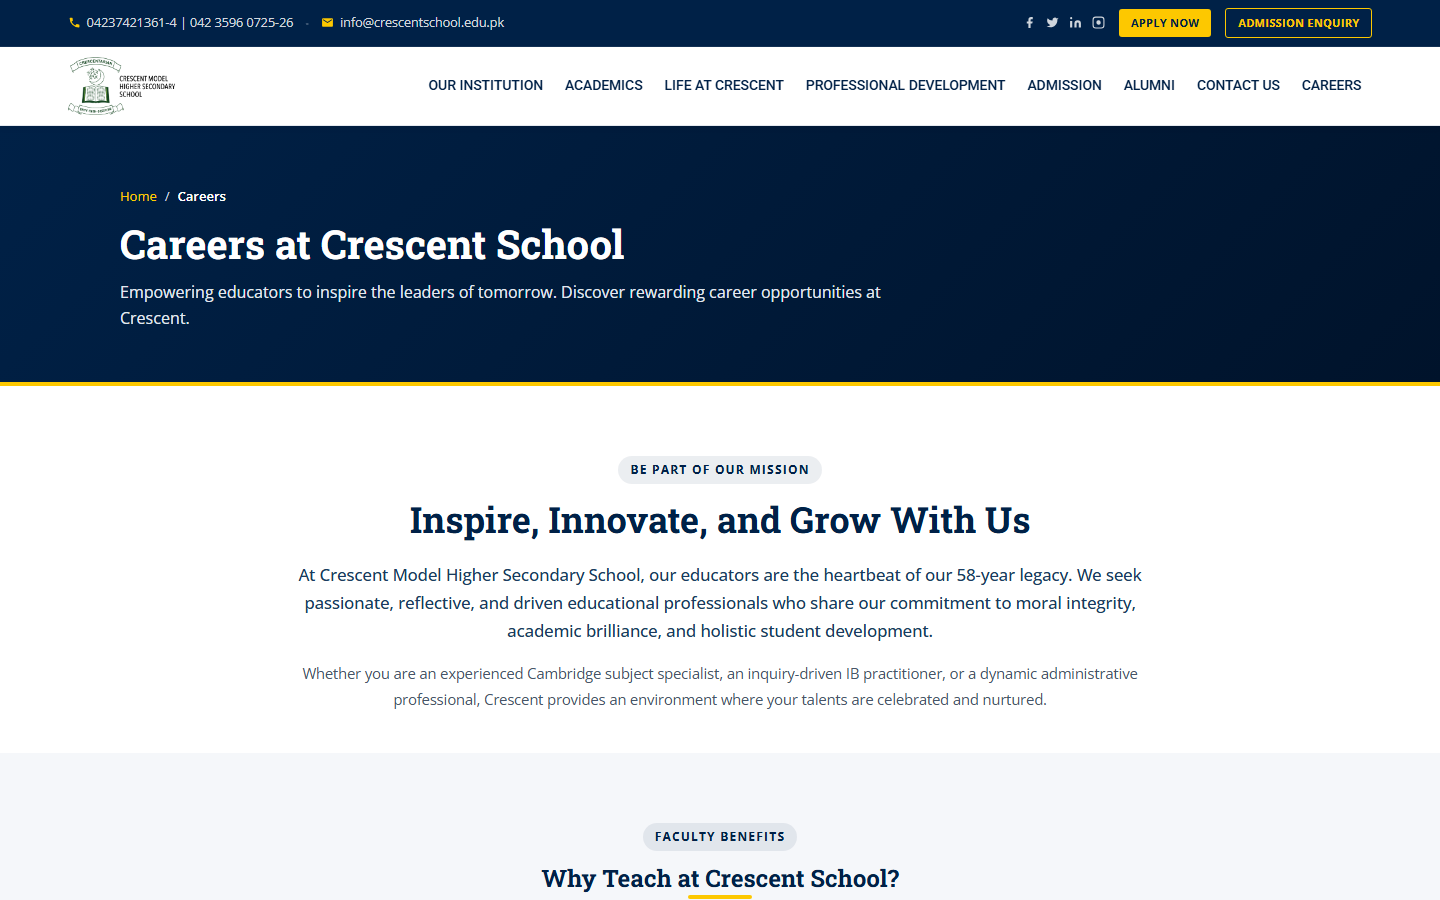 04237421361-4 | 042 3596 0725-26
info@crescentschool.edu.pk
APPLY NOW
ADMISSION ENQUIRY
CRESCENT MODEL
HIGHER SECONDARY
SCHOOL
OUR INSTITUTION
ACADEMICS
LIFE AT CRESCENT
PROFESSIONAL DEVELOPMENT
ADMISSION
ALUMNI
CONTACT US
CAREERS
Home / Careers
Careers at Crescent School
Empowering educators to inspire the leaders of tomorrow. Discover rewarding career opportunities at
Crescent.
BE PART OF OUR MISSION
Inspire, Innovate, and Grow With Us
At Crescent Model Higher Secondary School, our educators are the heartbeat of our 58-year legacy. We seek
passionate, reflective, and driven educational professionals who share our commitment to moral integrity,
academic brilliance, and holistic student development.
Whether you are an experienced Cambridge subject specialist, an inquiry-driven IB practitioner, or a dynamic administrative
professional, Crescent provides an environment where your talents are celebrated and nurtured.
FACULTY BENEFITS
Why Teach at Crescent School?